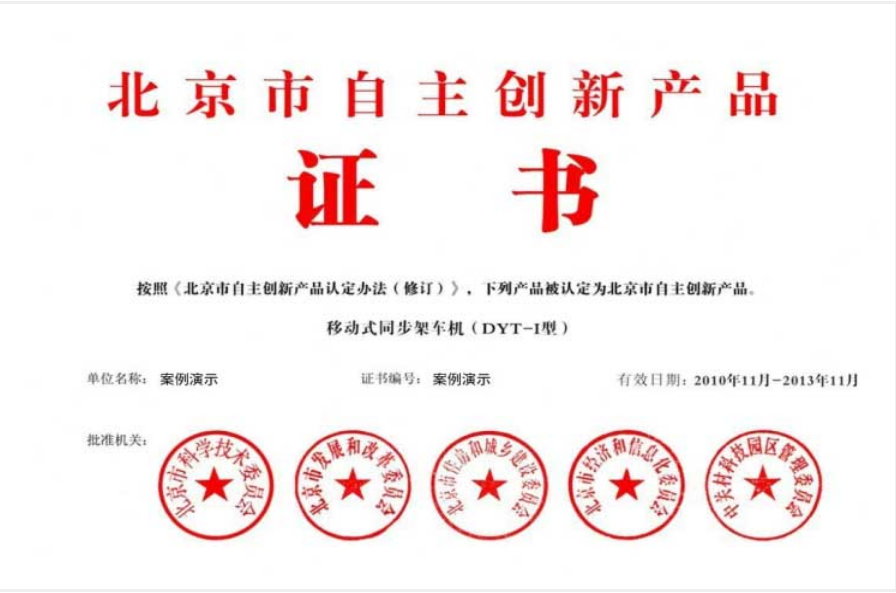 北京市自主创新产品
证书
按照《北京市自主创新产品认定办法（修订）》，下列产品被认定为北京市自主创新产品。
移动式同步架车机（DYT-I型）
单位名称： 案例演示 证书编号： 案例演示 有效日期：2010年11月-2013年11月
批准机关：
北京市科学技术委员会
北京市发展和改革委员会
北京市住房和城乡建设委员会
北京市经济和信息化委员会
中关村科技园区管理委员会